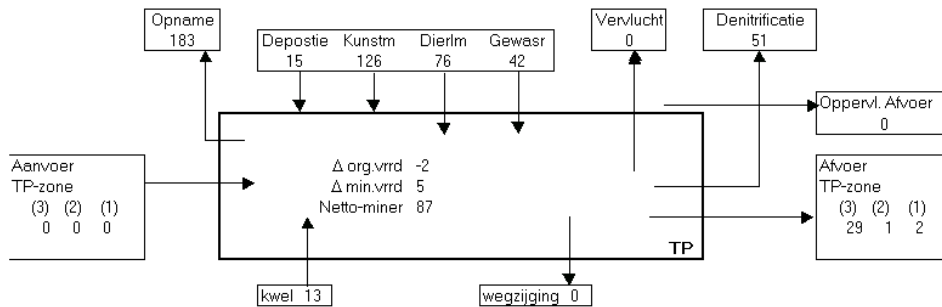 Opname
183
Depostie Kunstm Dierlm Gewasr
15 126 76 42
Vervlucht
0
Denitrificatie
51
Oppervl. Afvoer
0
Aanvoer
TP-zone
(3) (2) (1)
0 0 0
Δ org.vrrd -2
Δ min.vrrd 5
Netto-miner 87
TP
Afvoer
TP-zone
(3) (2) (1)
29 1 2
kwel 13
wegzijging 0